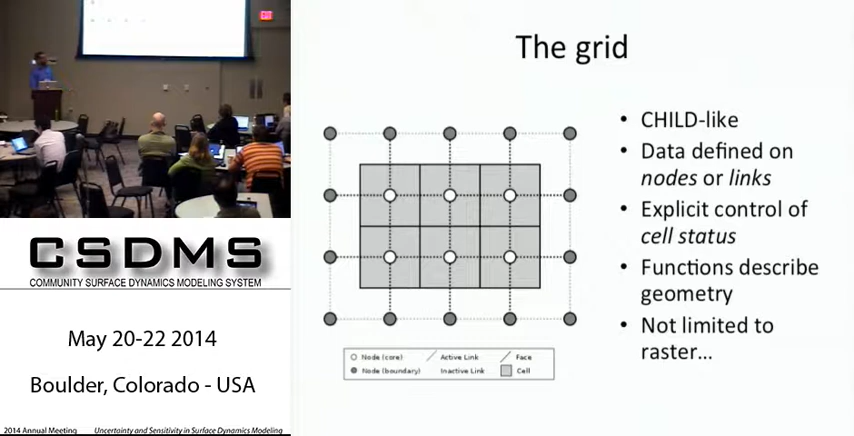 CSDMS
COMMUNITY SURFACE DYNAMICS MODELING SYSTEM
May 20-22 2014
Boulder, Colorado - USA
2014 Annual Meeting Uncertainty and Sensitivity in Surface Dynamics Modeling
The grid
• CHILD-like
• Data defined on
nodes or links
• Explicit control of
cell status
• Functions describe
geometry
• Not limited to
raster...
Node (core) Active Link Face
Node (boundary) Inactive Link Cell